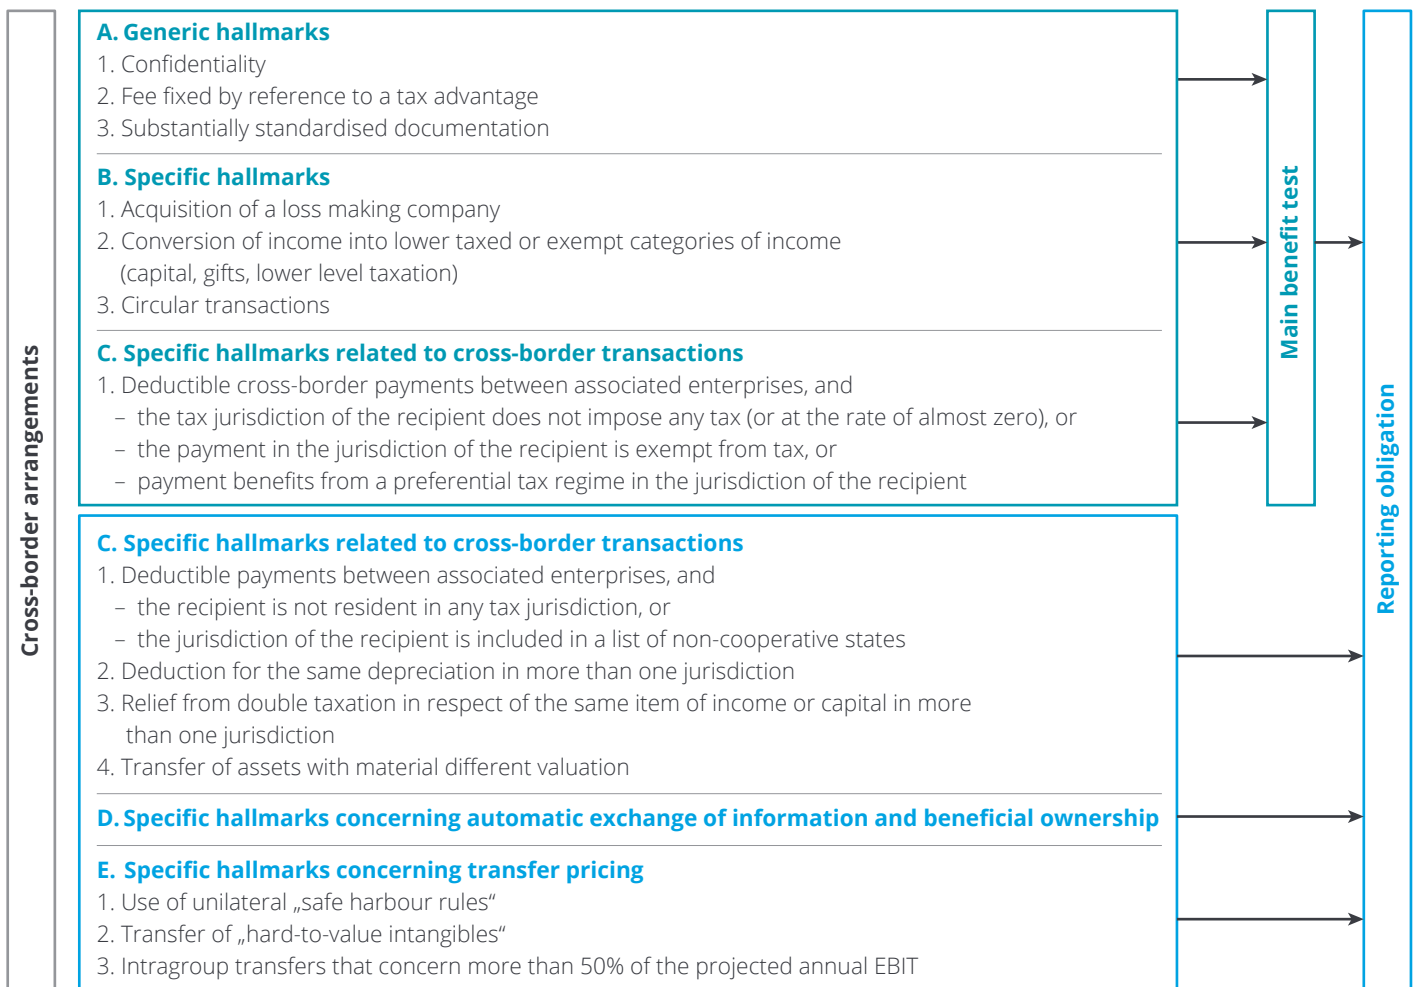 Cross-border arrangements
A. Generic hallmarks
1. Confidentiality
2. Fee fixed by reference to a tax advantage
3. Substantially standardised documentation
B. Specific hallmarks
1. Acquisition of a loss making company
2. Conversion of income into lower taxed or exempt categories of income
(capital, gifts, lower level taxation)
3. Circular transactions
C. Specific hallmarks related to cross-border transactions
1. Deductible cross-border payments between associated enterprises, and
– the tax jurisdiction of the recipient does not impose any tax (or at the rate of almost zero), or
– the payment in the jurisdiction of the recipient is exempt from tax, or
– payment benefits from a preferential tax regime in the jurisdiction of the recipient
Main benefit test
C. Specific hallmarks related to cross-border transactions
1. Deductible payments between associated enterprises, and
– the recipient is not resident in any tax jurisdiction, or
– the jurisdiction of the recipient is included in a list of non-cooperative states
2. Deduction for the same depreciation in more than one jurisdiction
3. Relief from double taxation in respect of the same item of income or capital in more
than one jurisdiction
4. Transfer of assets with material different valuation
D. Specific hallmarks concerning automatic exchange of information and beneficial ownership
E. Specific hallmarks concerning transfer pricing
1. Use of unilateral „safe harbour rules“
2. Transfer of „hard-to-value intangibles“
3. Intragroup transfers that concern more than 50% of the projected annual EBIT
Reporting obligation